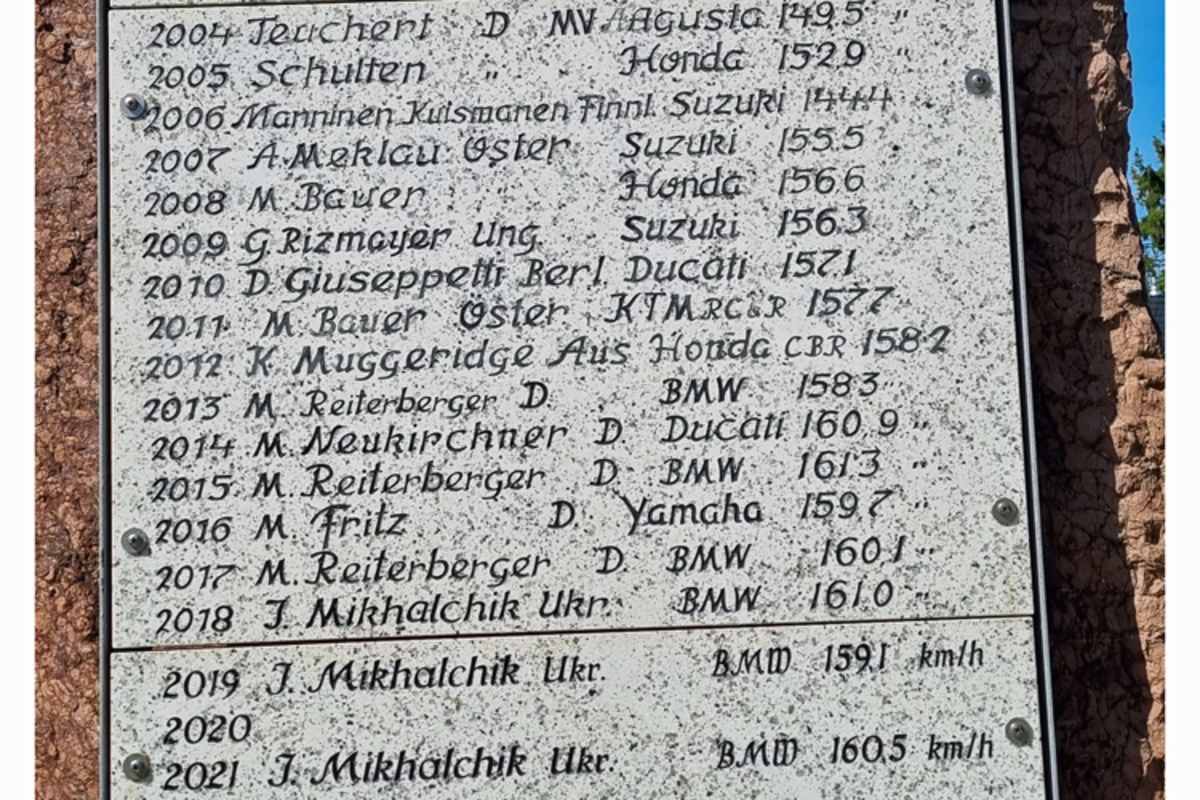 2004 Teuchert D MV Agusta 149.5 "
2005 Schulten " Honda 152.9 "
2006 Manninen Kuismanen Finnl. Suzuki 144.4
2007 A. Meklau Öster Suzuki 155.5
2008 M. Bauer " Honda 156.6
2009 G. Rizmayer Ung. Suzuki 156.3
2010 D. Giuseppetti Berl. Ducati 157.1
2011 M. Bauer Öster. KTM RC8R 157.7
2012 K Muggeridge Aus Honda CBR 158.2
2013 M. Reiterberger D. BMW 158.3
2014 M. Neukirchner D. Ducati 160.9 "
2015 M. Reiterberger D. BMW 161.3 "
2016 M. Fritz D. Yamaha 159.7 "
2017 M. Reiterberger D. BMW 160.1 "
2018 I. Mikhalchik Ukr. BMW 161.0 "
2019 I. Mikhalchik Ukr. BMW 159.1 km/h
2020
2021 I. Mikhalchik Ukr. BMW 160.5 km/h